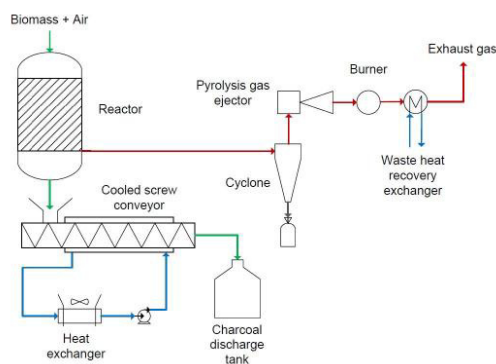 Biomass + Air
Exhaust gas
Burner
Pyrolysis gas
ejector
Reactor
Waste heat
recovery
exchanger
Cyclone
Cooled screw
conveyor
Heat
exchanger
Charcoal
discharge
tank